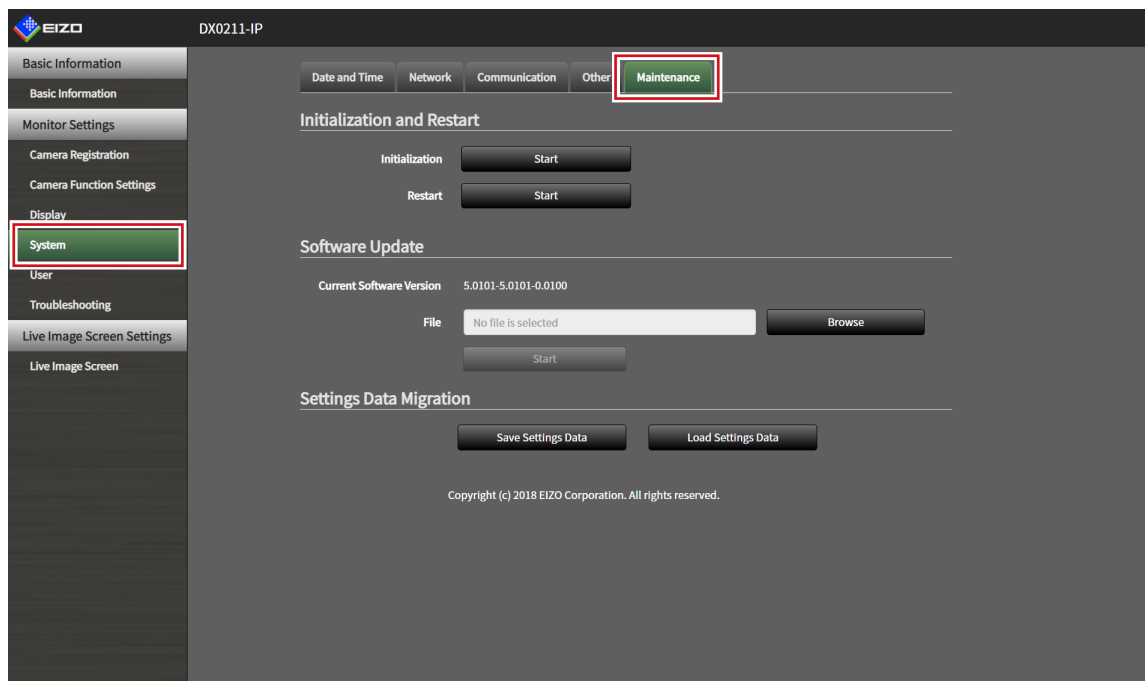 EIZO
DX0211-IP
Basic Information
Basic Information
Monitor Settings
Camera Registration
Camera Function Settings
Display
System
User
Troubleshooting
Live Image Screen Settings
Live Image Screen
Date and Time Network Communication Other Maintenance
Initialization and Restart
Initialization Start
Restart Start
Software Update
Current Software Version 5.0101-5.0101-0.0100
File No file is selected Browse
Start
Settings Data Migration
Save Settings Data Load Settings Data
Copyright (c) 2018 EIZO Corporation. All rights reserved.